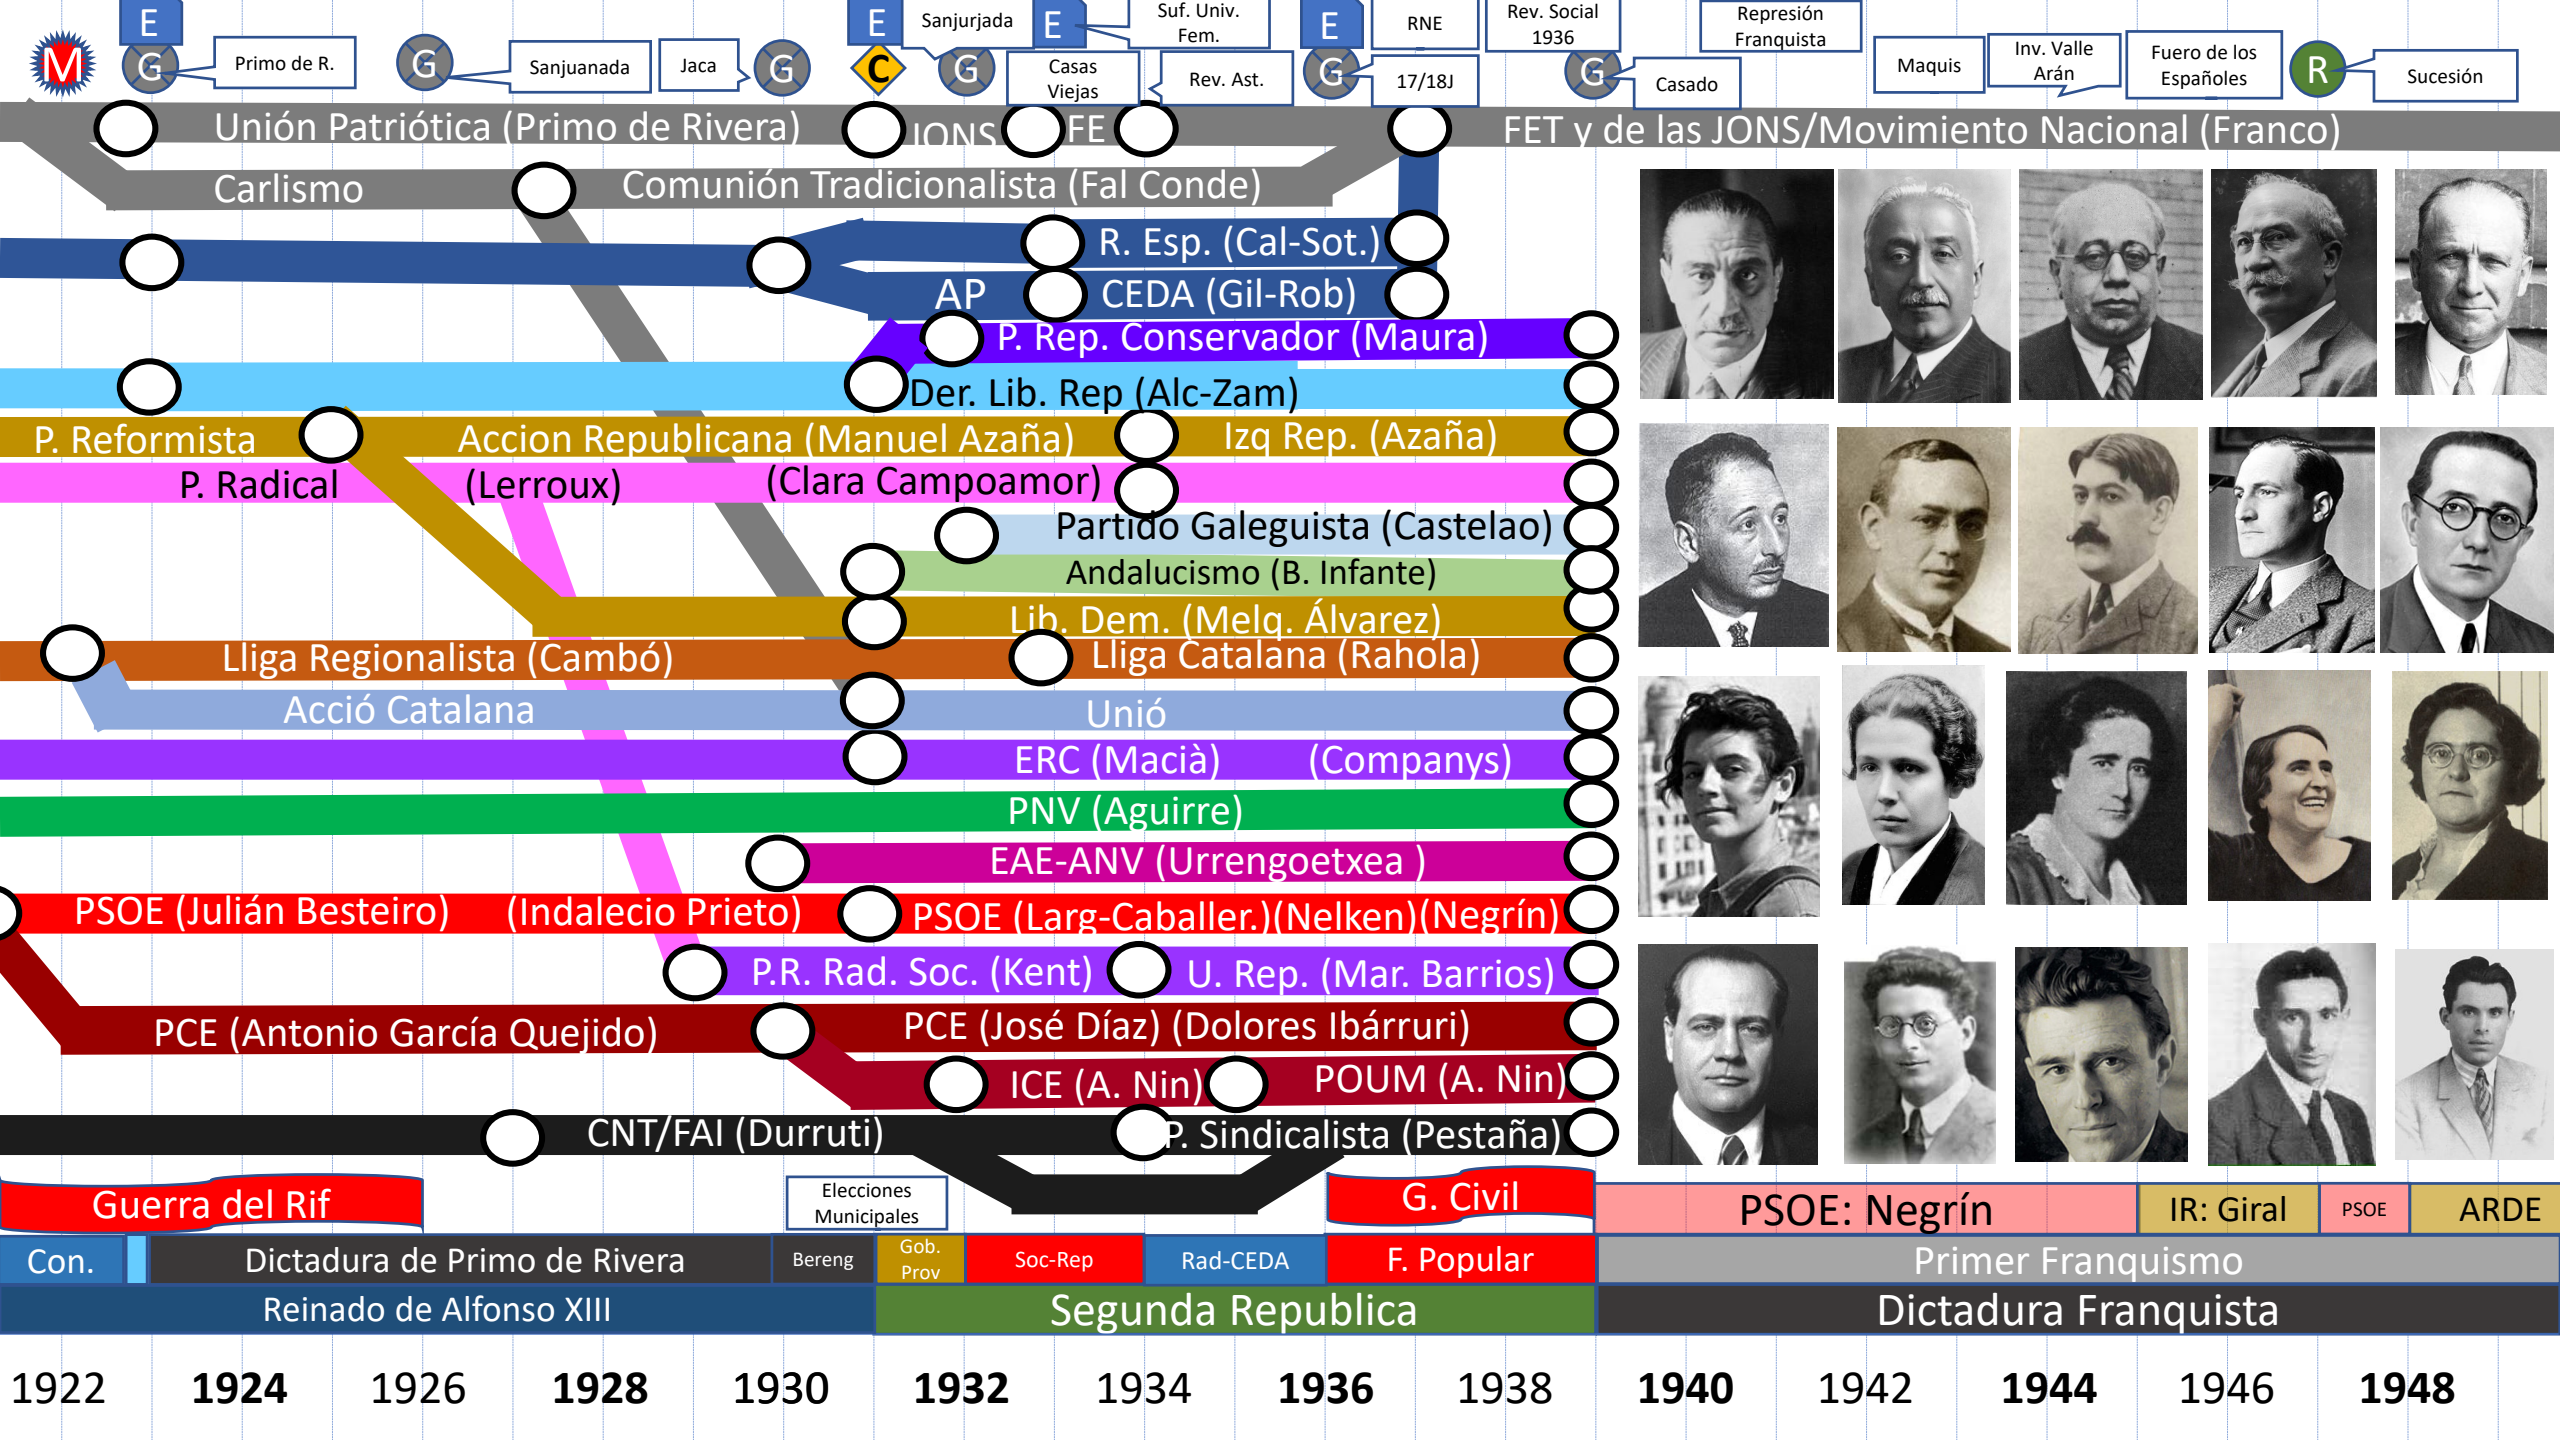 E
E
E
E
Sanjurjada
Suf. Univ.
Fem.
RNE
Rev. Social
1936
Represión
Franquista
M
G
Primo de R.
G
Sanjuanada
Jaca
G
C
G
Casas
Viejas
Rev. Ast.
G
17/18J
G
Casado
Maquis
Inv. Valle
Arán
Fuero de los
Españoles
R
Sucesión
Unión Patriótica (Primo de Rivera)
JONS
FE
FET y de las JONS/Movimiento Nacional (Franco)
Carlismo
Comunión Tradicionalista (Fal Conde)
R. Esp. (Cal-Sot.)
AP
CEDA (Gil-Rob)
P. Rep. Conservador (Maura)
Der. Lib. Rep (Alc-Zam)
P. Reformista
Accion Republicana (Manuel Azaña)
Izq Rep. (Azaña)
P. Radical
(Lerroux)
(Clara Campoamor)
Partido Galeguista (Castelao)
Andalucismo (B. Infante)
Lib. Dem. (Melq. Álvarez)
Lliga Regionalista (Cambó)
Lliga Catalana (Rahola)
Acció Catalana
Unió
ERC (Macià)
(Companys)
PNV (Aguirre)
EAE-ANV (Urrengoetxea )
PSOE (Julián Besteiro)
(Indalecio Prieto)
PSOE (Larg-Caballer.)(Nelken)(Negrín)
P.R. Rad. Soc. (Kent)
U. Rep. (Mar. Barrios)
PCE (Antonio García Quejido)
PCE (José Díaz) (Dolores Ibárruri)
ICE (A. Nin)
POUM (A. Nin)
CNT/FAI (Durruti)
P. Sindicalista (Pestaña)
Guerra del Rif
Elecciones
Municipales
G. Civil
PSOE: Negrín
IR: Giral
PSOE
ARDE
Con.
Dictadura de Primo de Rivera
Bereng
Gob.
Prov
Soc-Rep
Rad-CEDA
F. Popular
Primer Franquismo
Reinado de Alfonso XIII
Segunda Republica
Dictadura Franquista
1922 1924 1926 1928 1930 1932 1934 1936 1938 1940 1942 1944 1946 1948